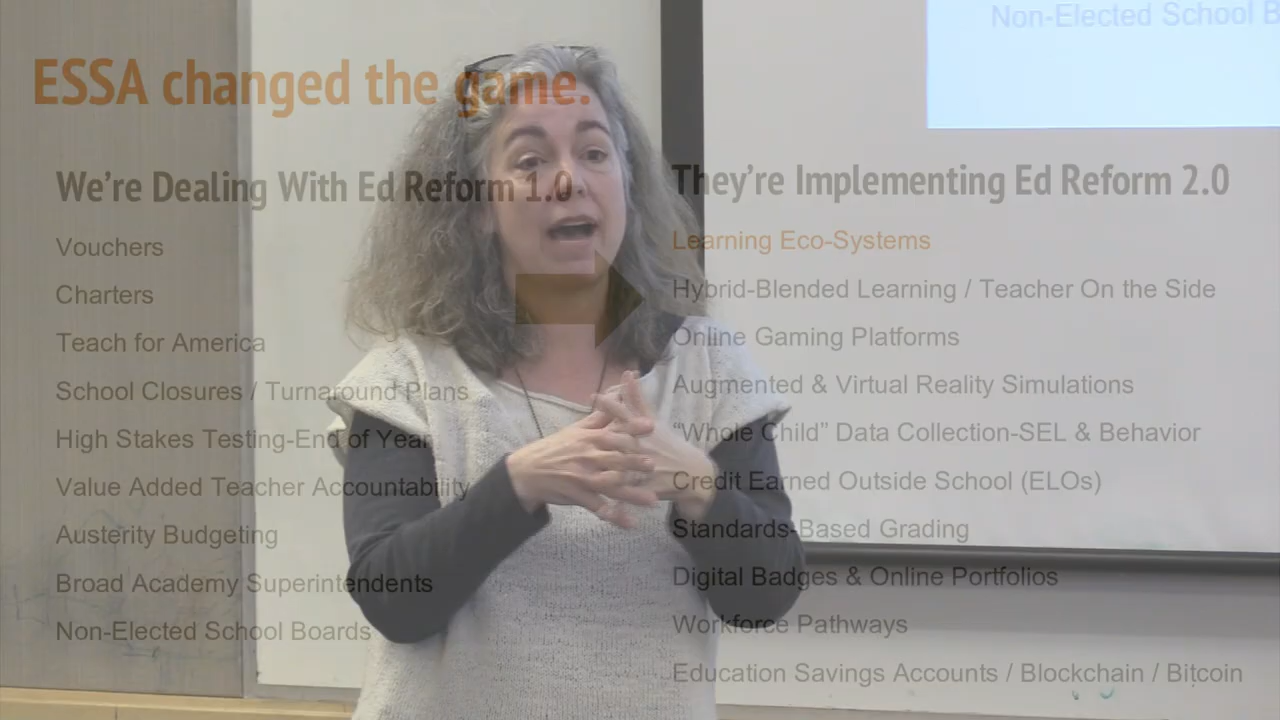 Non-Elected School B
ESSA changed the game.
We’re Dealing With Ed Reform 1.0
Vouchers
Charters
Teach for America
School Closures / Turnaround Plans
High Stakes Testing-End of Year
Value Added Teacher Accountability
Austerity Budgeting
Broad Academy Superintendents
Non-Elected School Boards
They’re Implementing Ed Reform 2.0
Learning Eco-Systems
Hybrid-Blended Learning / Teacher On the Side
Online Gaming Platforms
Augmented & Virtual Reality Simulations
“Whole Child” Data Collection-SEL & Behavior
Credit Earned Outside School (ELOs)
Standards-Based Grading
Digital Badges & Online Portfolios
Workforce Pathways
Education Savings Accounts / Blockchain / Bitcoin